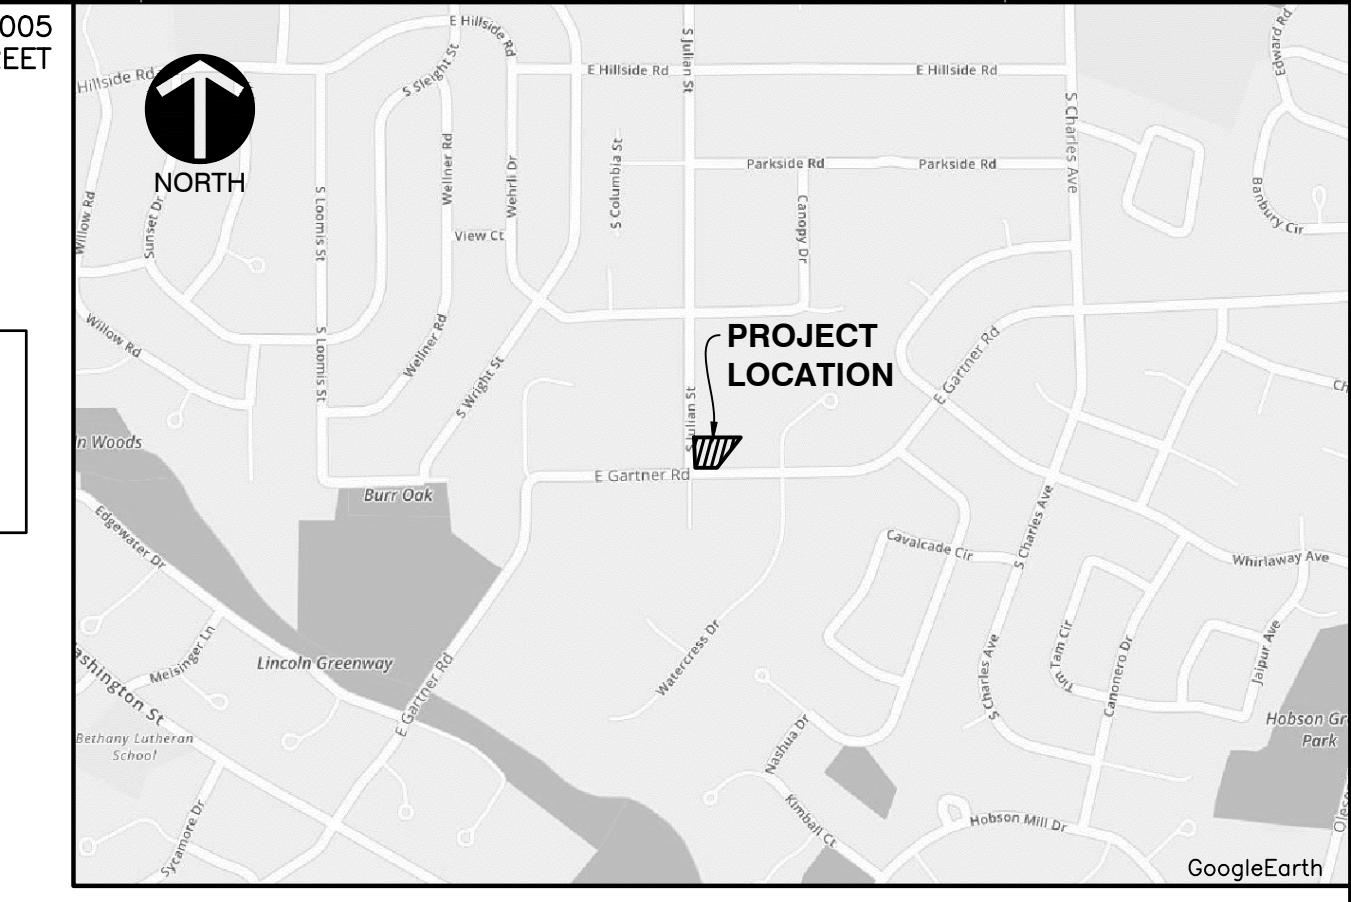 005
EET
E Hillside Rd
S Julian St
Edward Rd
Hillside Rd
S Sleight St
E Hillside Rd
E Hillside Rd
NORTH
Willow Rd
Sunset Dr
S Loomis St
Wellner Rd
Wehrli Dr
View Ct
S Columbia St
Parkside Rd
Parkside Rd
S Charles Ave
Canopy Dr
Banbury Cir
Willow Rd
S Loomis St
Wellner Rd
S Wright St
PROJECT
LOCATION
E Gartner Rd
S Julian St
Ch
n Woods
Burr Oak
E Gartner Rd
Edgewater Dr
Cavalcade Cir
S Charles Ave
Whirlaway Ave
Meisinger Ln
Lincoln Greenway
Watercress Dr
ashington St
E Gartner Rd
S Charles Ave
Tim Tam Cir
Canonero Dr
Jaipur Ave
Bethany Lutheran
School
Nashua Dr
Hobson Gr
Park
Sycamore Dr
Kimball Ct
Hobson Mill Dr
Olese
GoogleEarth